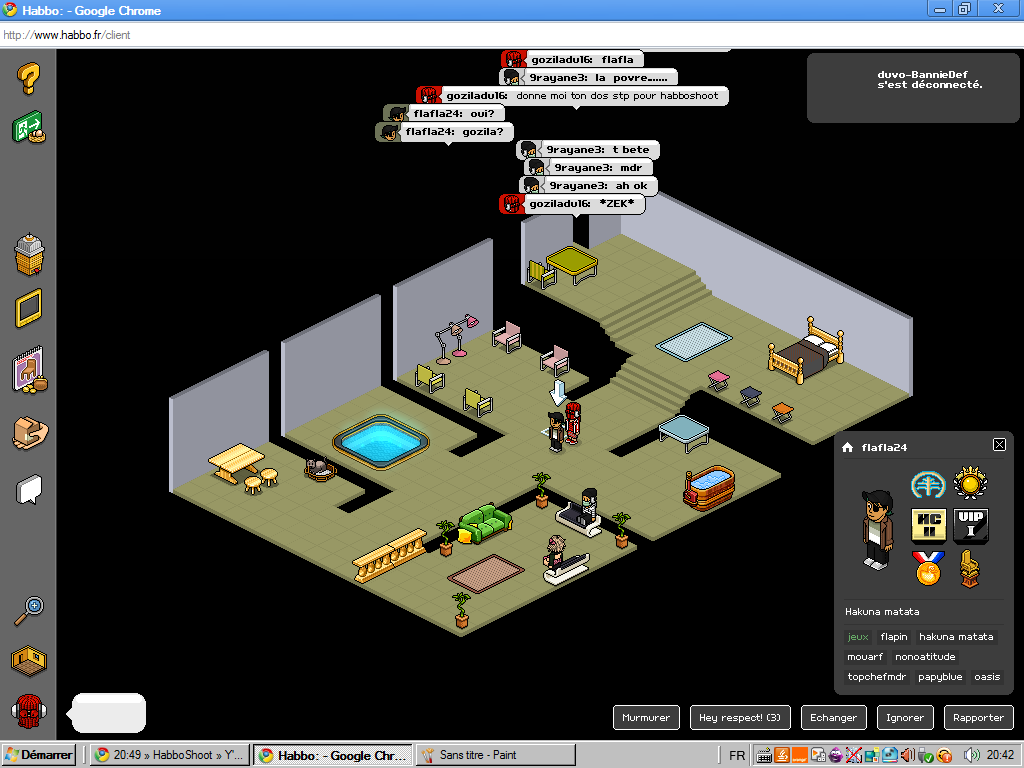 Habbo: - Google Chrome
http://www.habbo.fr/client
goziladu16: flafla
9rayane3: la povre......
goziladu16: donne moi ton dos stp pour habboshoot
flafla24: oui?
flafla24: gozila?
9rayane3: t bete
9rayane3: mdr
9rayane3: ah ok
goziladu16: *ZEK*
duvo-BannieDef
s'est déconnecté.
flafla24
HC
II
VIP
I
Hakuna matata
jeux flapin hakuna matata
mouarf nonoatitude
topchefmdr papyblue oasis
Murmurer Hey respect! (3) Echanger Ignorer Rapporter
Démarrer 20:49 » HabboShoot » Y'... Habbo: - Google Chr... Sans titre - Paint FR 20:42